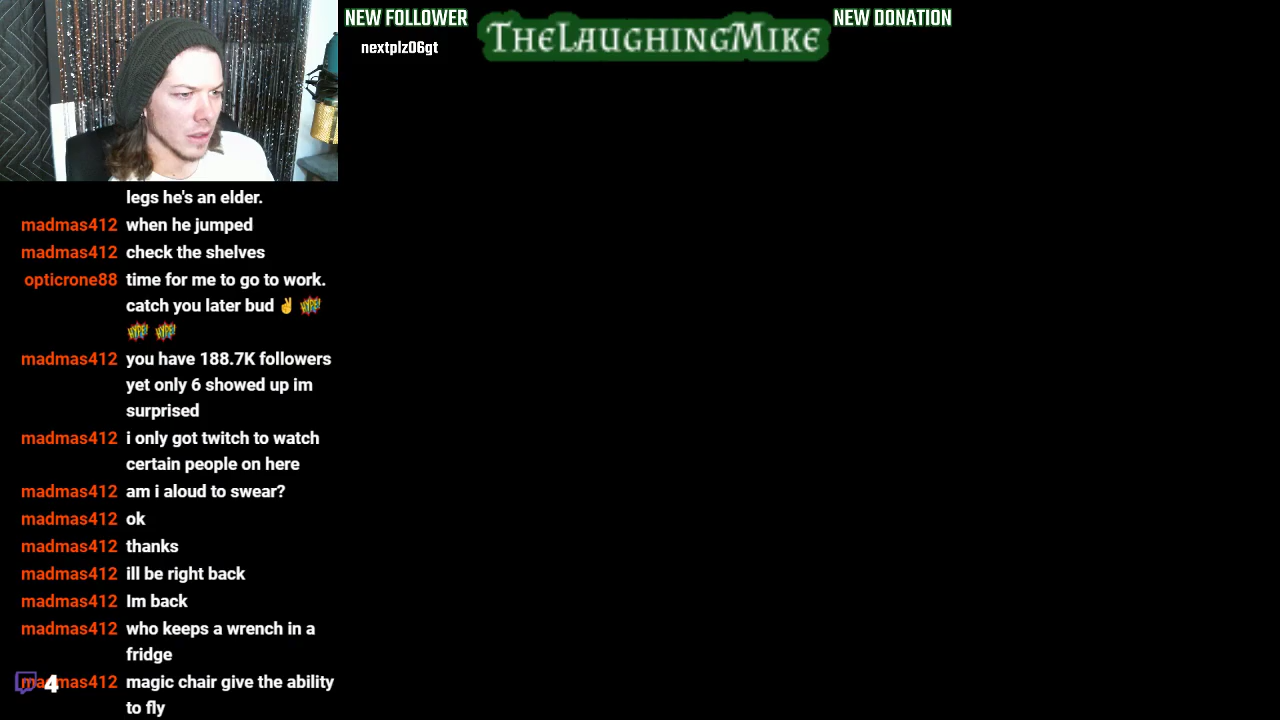 NEW FOLLOWER
nextplz06gt
THELAUGHINGMIKE
NEW DONATION
legs he's an elder.
madmas412 when he jumped
madmas412 check the shelves
opticrone88 time for me to go to work.
catch you later bud ✌ HYPE!
HYPE! HYPE!
madmas412 you have 188.7K followers
yet only 6 showed up im
surprised
madmas412 i only got twitch to watch
certain people on here
madmas412 am i aloud to swear?
madmas412 ok
madmas412 thanks
madmas412 ill be right back
madmas412 Im back
madmas412 who keeps a wrench in a
fridge
madmas412 magic chair give the ability
4
to fly